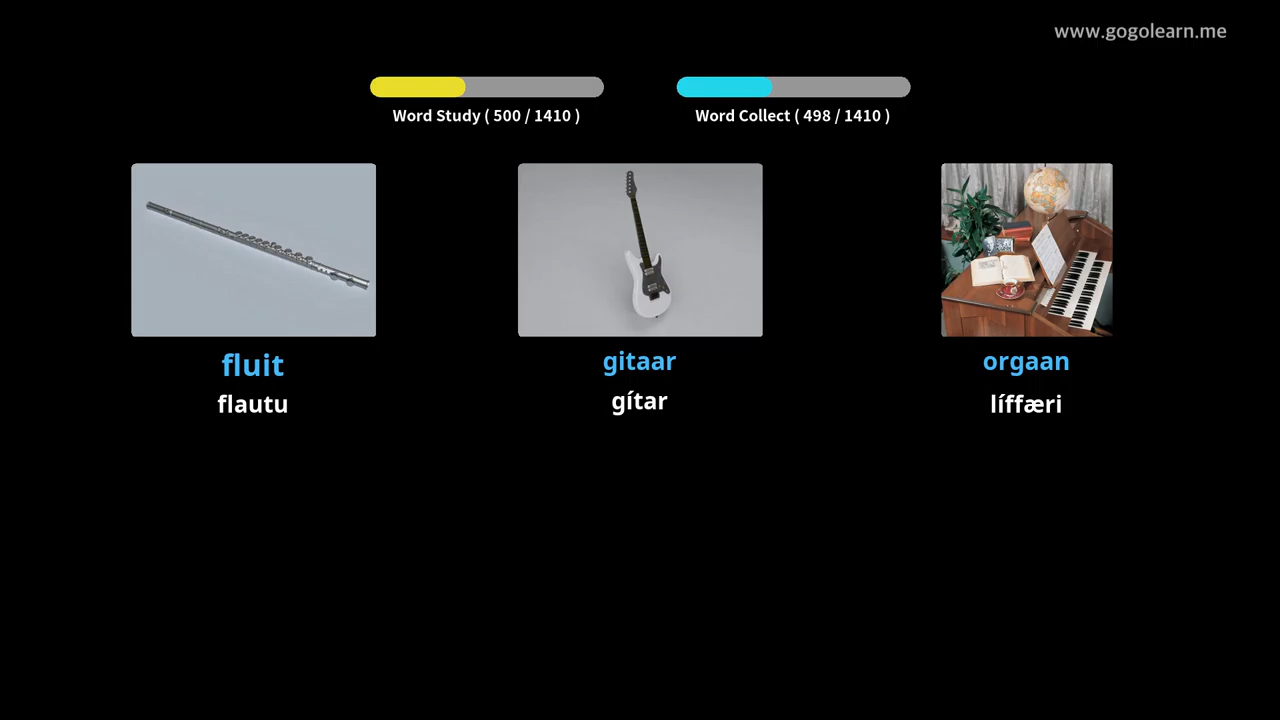 www.gogolearn.me
Word Study ( 500 / 1410 )
Word Collect ( 498 / 1410 )
fluit
flautu
gitaar
gítar
orgaan
líffæri